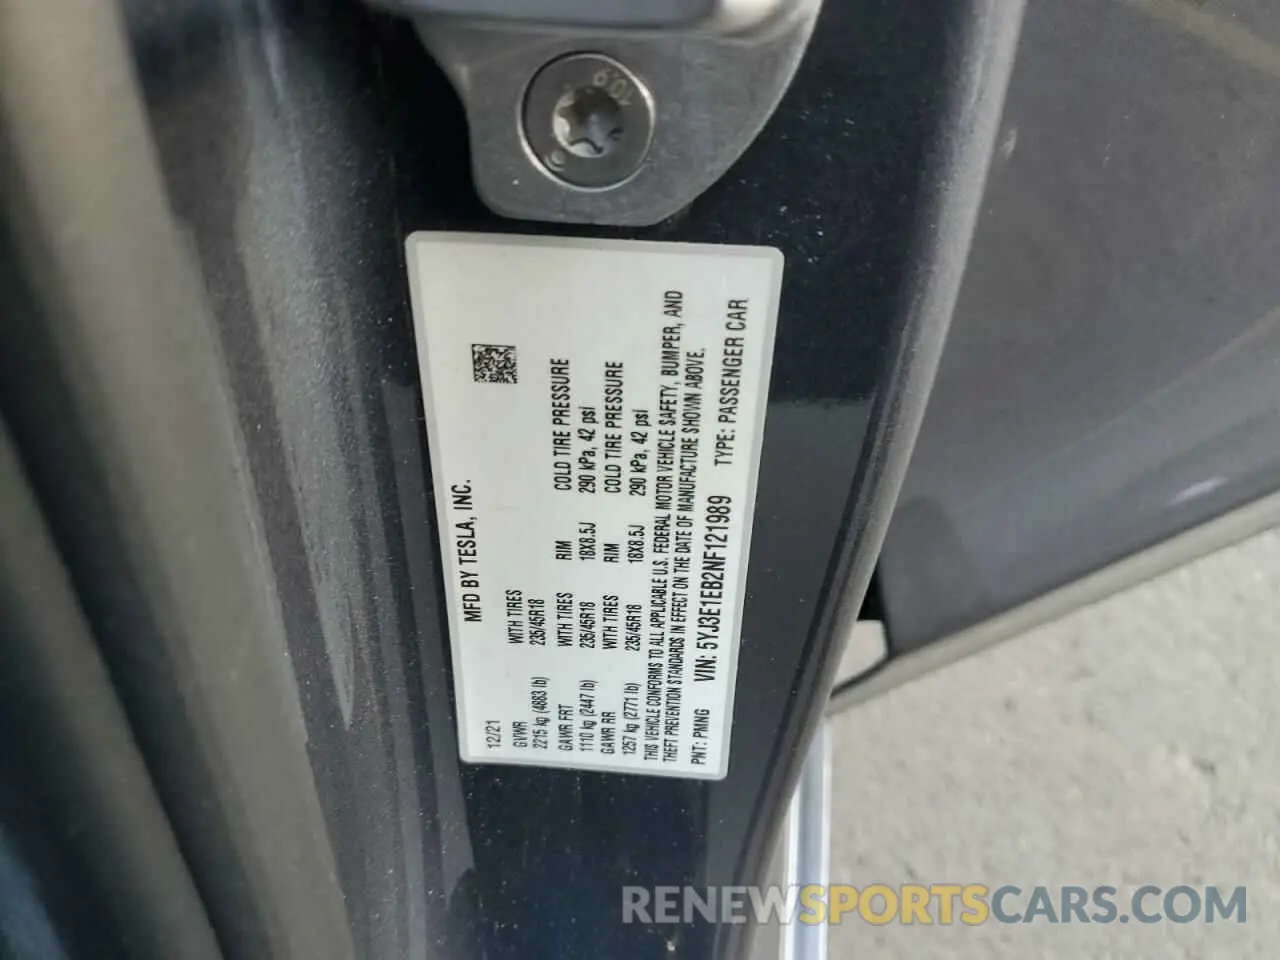 10.9
MFD BY TESLA, INC.
12/21
GVWR WITH TIRES
2215 kg (4883 lb) 235/45R18
GAWR FRT WITH TIRES RIM COLD TIRE PRESSURE
1110 kg (2447 lb) 235/45R18 18X8.5J 290 kPa, 42 psi
GAWR RR WITH TIRES RIM COLD TIRE PRESSURE
1257 kg (2771 lb) 235/45R18 18X8.5J 290 kPa, 42 psi
THIS VEHICLE CONFORMS TO ALL APPLICABLE U.S. FEDERAL MOTOR VEHICLE SAFETY, BUMPER, AND
THEFT PREVENTION STANDARDS IN EFFECT ON THE DATE OF MANUFACTURE SHOWN ABOVE.
PNT: PMNG VIN: 5YJ3E1EB2NF121989 TYPE: PASSENGER CAR
RENEWSPORTSCARS.COM